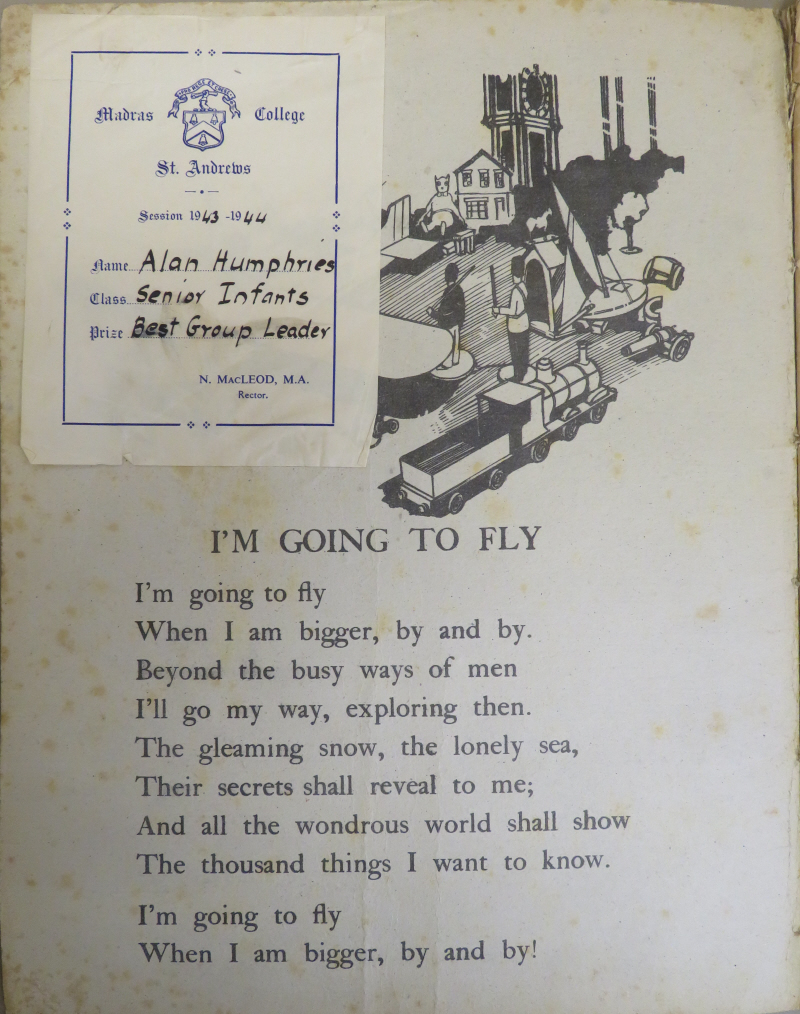 Madras College
St. Andrews
Session 1943-1944
Name Alan Humphries
Class Senior Infants
Prize Best Group Leader
N. MacLEOD, M.A.
Rector.
I'M GOING TO FLY
I'm going to fly
When I am bigger, by and by.
Beyond the busy ways of men
I'll go my way, exploring then.
The gleaming snow, the lonely sea,
Their secrets shall reveal to me;
And all the wondrous world shall show
The thousand things I want to know.
I'm going to fly
When I am bigger, by and by!